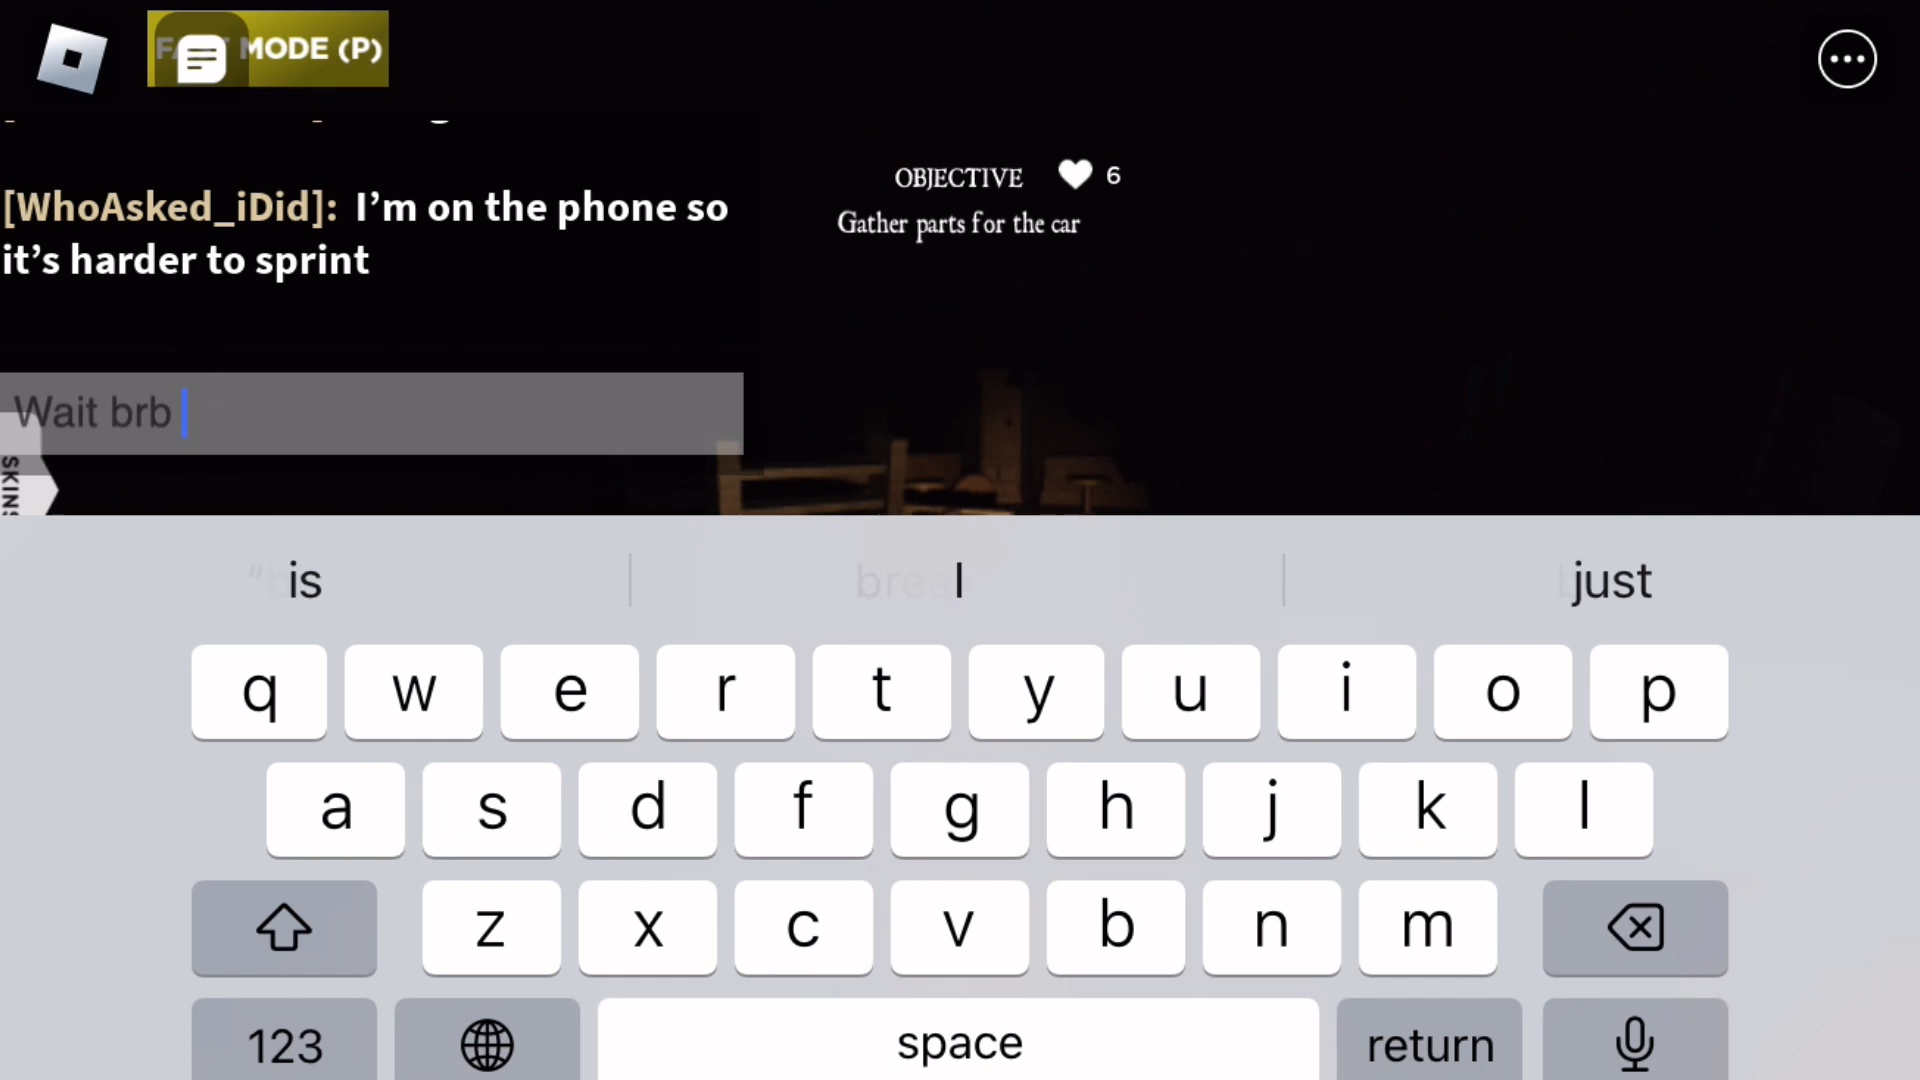 MODE (P)
OBJECTIVE 6
Gather parts for the car
[WhoAsked_iDid]: I’m on the phone so
it’s harder to sprint
Wait brb
SKINS
is I just
q w e r t y u i o p
a s d f g h j k l
z x c v b n m
123 space return